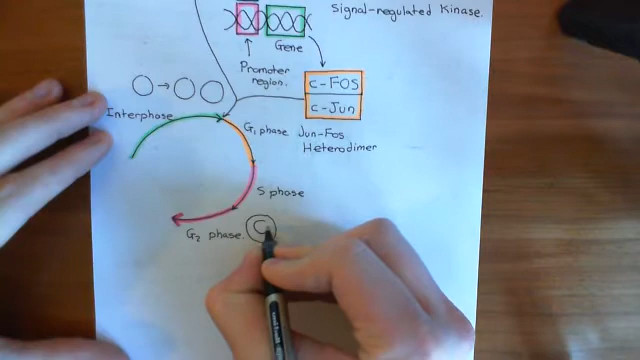 signal-regulated Kinase.
Gene
Promoter
region.
c-FOS
c-Jun
Interphase
G₁ phase
Jun-Fos
Heterodimer
S phase
G₂ phase.